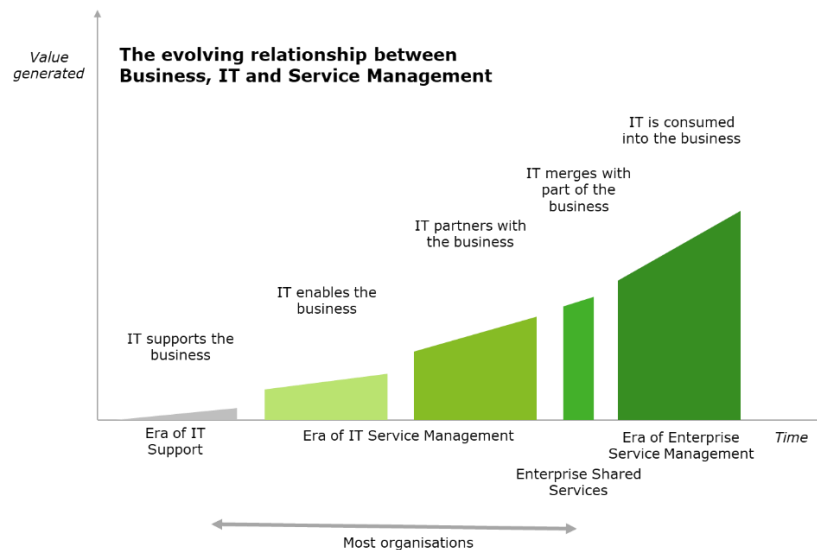 Value
generated
The evolving relationship between
Business, IT and Service Management
IT supports the
business
IT enables the
business
IT partners with
the business
IT merges with
part of the
business
IT is consumed
into the business
Era of IT
Support
Era of IT Service Management
Enterprise Shared
Services
Era of Enterprise
Service Management
Time
Most organisations